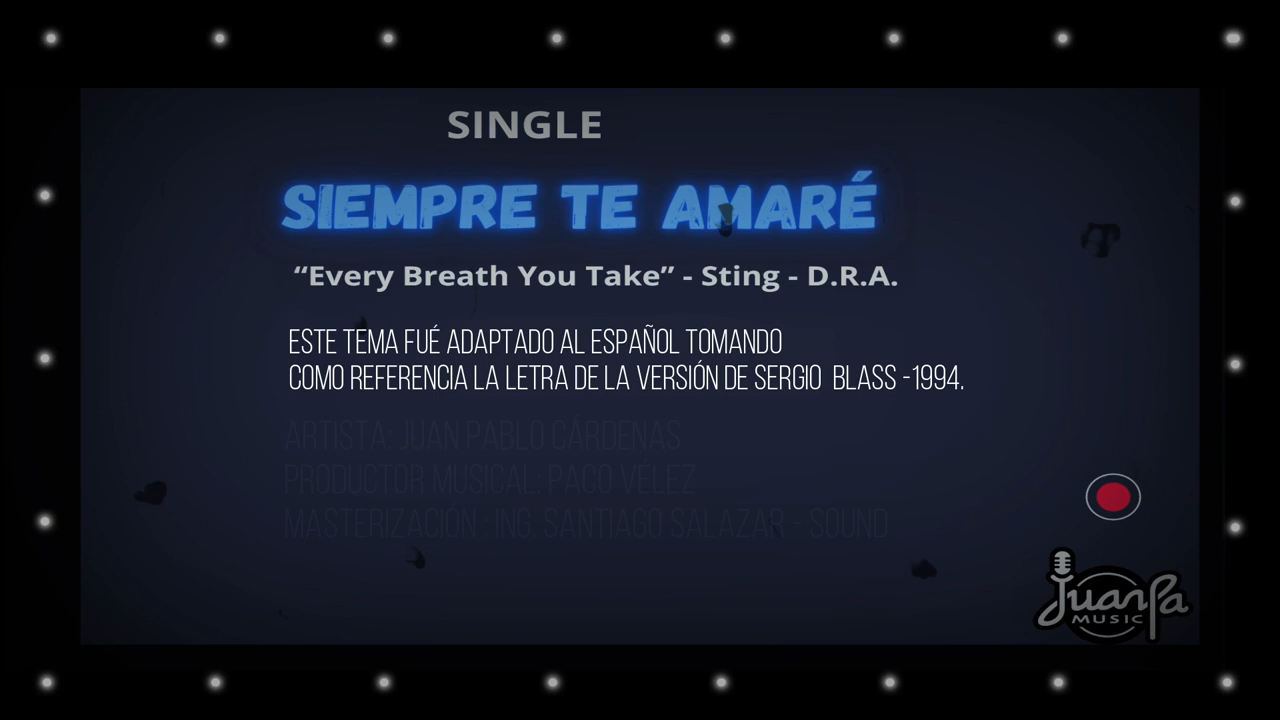 SINGLE
SIEMPRE TE AMARÉ
“Every Breath You Take” - Sting - D.R.A.
ESTE TEMA FUÉ ADAPTADO AL ESPAÑOL TOMANDO
COMO REFERENCIA LA LETRA DE LA VERSIÓN DE SERGIO BLASS -1994.
ARTISTA: JUAN PABLO CÁRDENAS
PRODUCTOR MUSICAL: PACO VÉLEZ
MASTERIZACIÓN: ING. SANTIAGO SALAZAR - SOUND
JuanPa
MUSIC